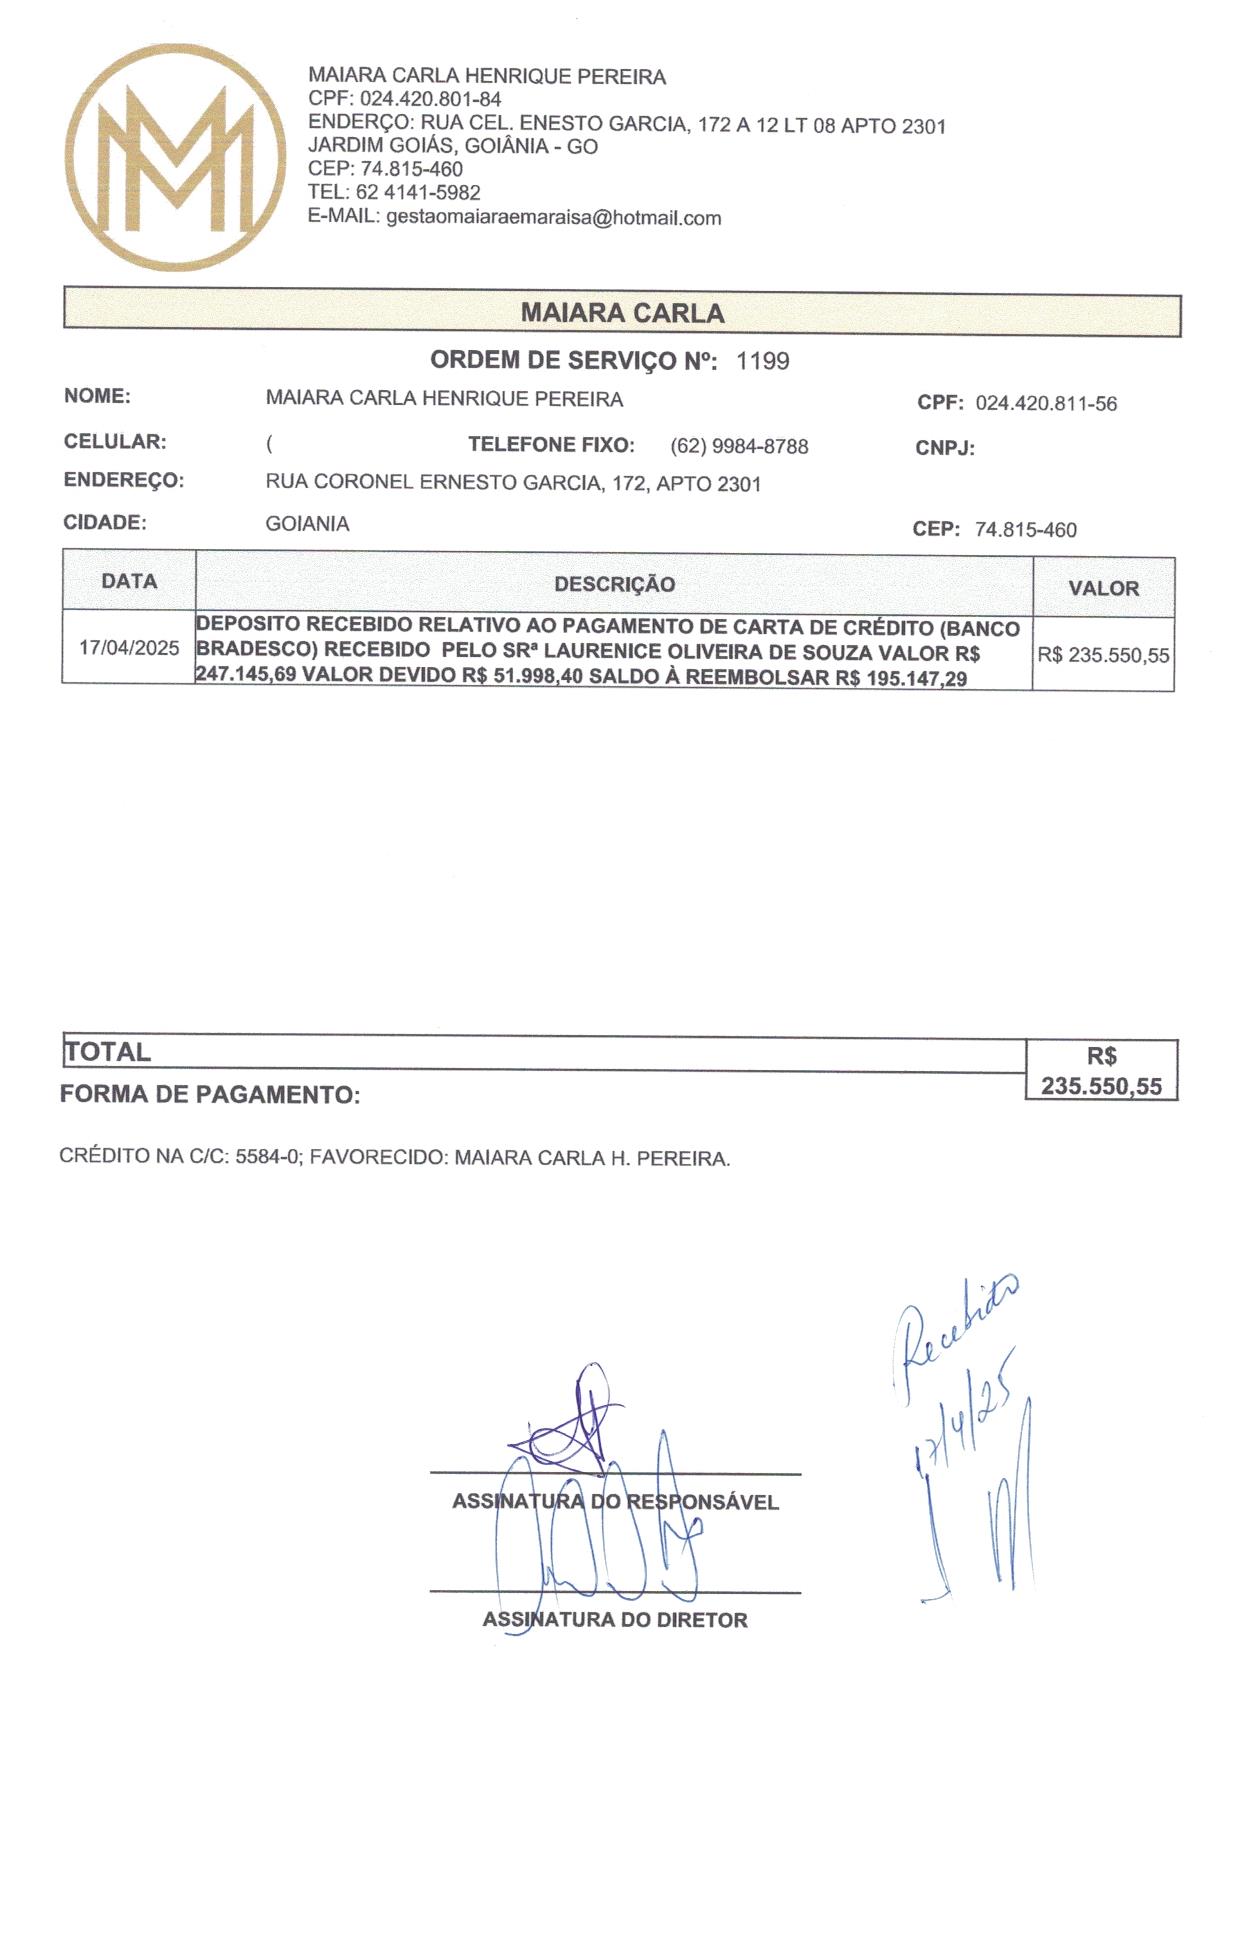 MAIARA CARLA HENRIQUE PEREIRA
CPF: 024.420.801-84
ENDERÇO: RUA CEL. ENESTO GARCIA, 172 A 12 LT 08 APTO 2301
JARDIM GOIÁS, GOIÂNIA - GO
CEP: 74.815-460
TEL: 62 4141-5982
E-MAIL: gestaomaiaraemaraisa@hotmail.com
MAIARA CARLA
ORDEM DE SERVIÇO Nº: 1199
NOME: MAIARA CARLA HENRIQUE PEREIRA CPF: 024.420.811-56
CELULAR: ( TELEFONE FIXO: (62) 9984-8788 CNPJ:
ENDEREÇO: RUA CORONEL ERNESTO GARCIA, 172, APTO 2301
CIDADE: GOIANIA CEP: 74.815-460
DATA DESCRIÇÃO VALOR
DEPOSITO RECEBIDO RELATIVO AO PAGAMENTO DE CARTA DE CRÉDITO (BANCO
17/04/2025 BRADESCO) RECEBIDO PELO SRª LAURENICE OLIVEIRA DE SOUZA VALOR R$ R$ 235.550,55
247.145,69 VALOR DEVIDO R$ 51.998,40 SALDO À REEMBOLSAR R$ 195.147,29
TOTAL R$
235.550,55
FORMA DE PAGAMENTO:
CRÉDITO NA C/C: 5584-0; FAVORECIDO: MAIARA CARLA H. PEREIRA.
Recebido
17/4/25
ASSINATURA DO RESPONSÁVEL
ASSINATURA DO DIRETOR